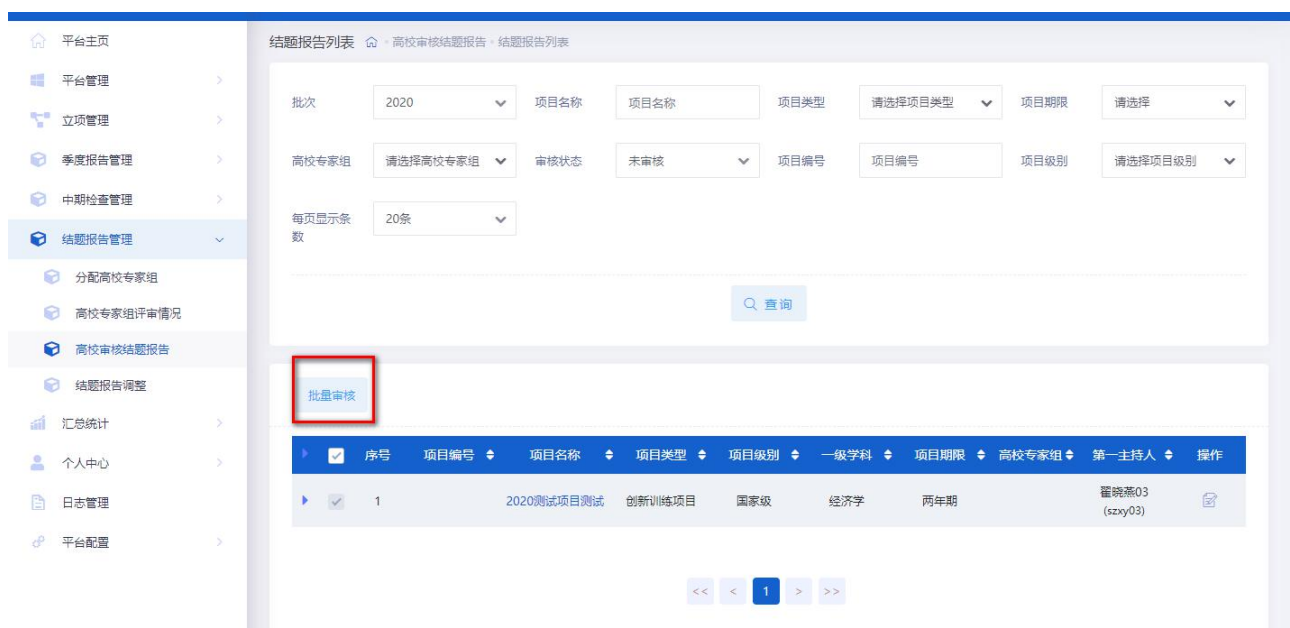 平台主页
平台管理
立项管理
季度报告管理
中期检查管理
结题报告管理
分配高校专家组
高校专家组评审情况
高校审核结题报告
结题报告调整
汇总统计
个人中心
日志管理
平台配置
结题报告列表 高校审核结题报告 结题报告列表
批次 2020 项目名称 项目名称 项目类型 请选择项目类型 项目期限 请选择
高校专家组 请选择高校专家组 审核状态 未审核 项目编号 项目编号 项目级别 请选择项目级别
每页显示条 20条
数
查询
批量审核
序号 项目编号 项目名称 项目类型 项目级别 一级学科 项目期限 高校专家组 第一主持人 操作
1 2020测试项目测试 创新训练项目 国家级 经济学 两年期 翟晓燕03
(szxy03)
<< < 1 > >>